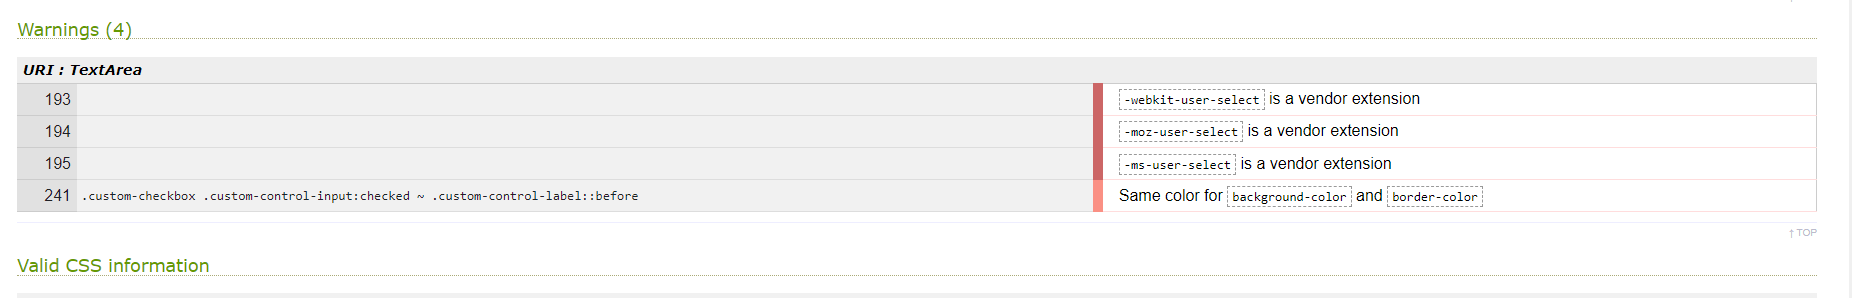 Warnings (4)
URI : TextArea
193 -webkit-user-select is a vendor extension
194 -moz-user-select is a vendor extension
195 -ms-user-select is a vendor extension
241 .custom-checkbox .custom-control-input:checked ~ .custom-control-label::before Same color for background-color and border-color
↑ TOP
Valid CSS information